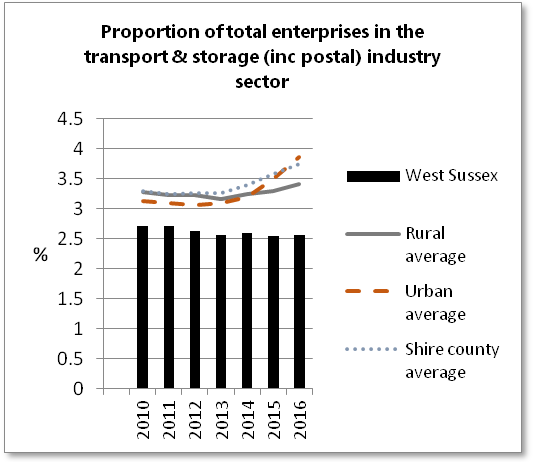 Proportion of total enterprises in the
transport & storage (inc postal) industry
sector
4.5
4
3.5
3
2.5
2
1.5
1
0.5
0
%
2010
2011
2012
2013
2014
2015
2016
West Sussex
Rural
average
Urban
average
Shire county
average